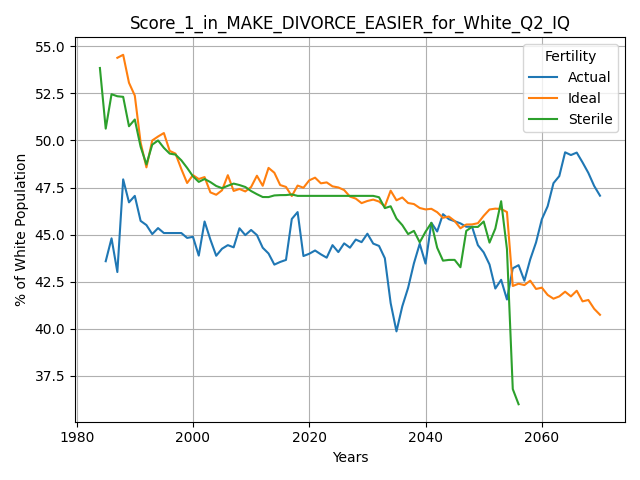 Score_1_in_MAKE_DIVORCE_EASIER_for_White_Q2_IQ
% of White Population
55.0
52.5
50.0
47.5
45.0
42.5
40.0
37.5
Fertility
Actual
Ideal
Sterile
1980 2000 2020 2040 2060
Years